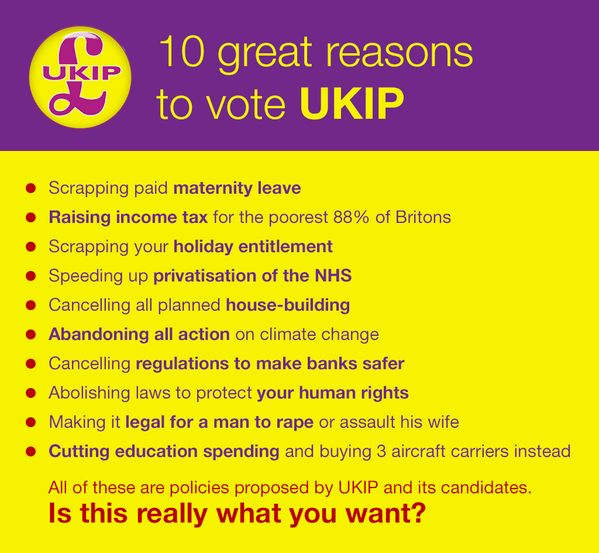 UKIP
10 great reasons
to vote UKIP
Scrapping paid maternity leave
Raising income tax for the poorest 88% of Britons
Scrapping your holiday entitlement
Speeding up privatisation of the NHS
Cancelling all planned house-building
Abandoning all action on climate change
Cancelling regulations to make banks safer
Abolishing laws to protect your human rights
Making it legal for a man to rape or assault his wife
Cutting education spending and buying 3 aircraft carriers instead
All of these are policies proposed by UKIP and its candidates.
Is this really what you want?